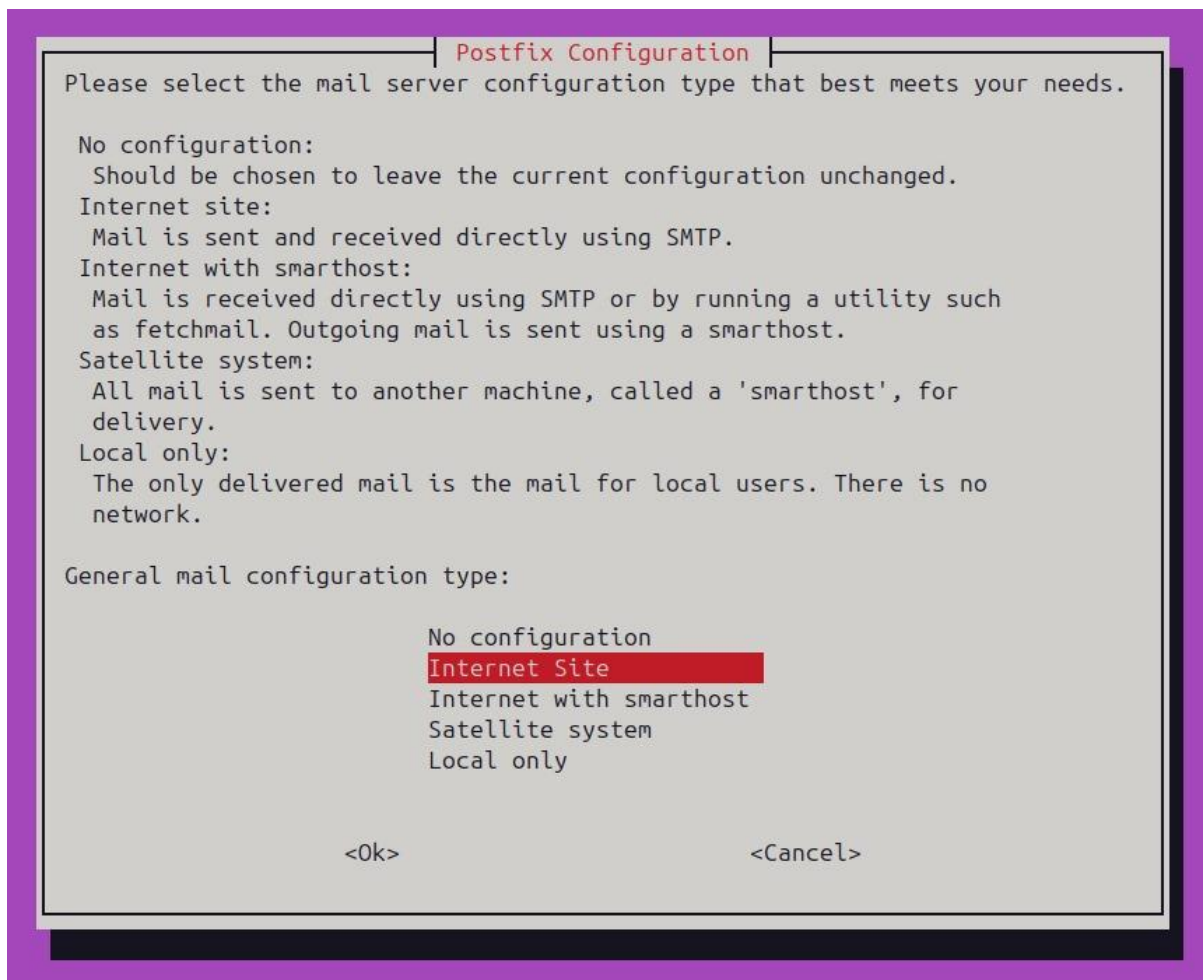 Postfix Configuration
Please select the mail server configuration type that best meets your needs.
No configuration:
Should be chosen to leave the current configuration unchanged.
Internet site:
Mail is sent and received directly using SMTP.
Internet with smarthost:
Mail is received directly using SMTP or by running a utility such
as fetchmail. Outgoing mail is sent using a smarthost.
Satellite system:
All mail is sent to another machine, called a 'smarthost', for
delivery.
Local only:
The only delivered mail is the mail for local users. There is no
network.
General mail configuration type:
No configuration
Internet Site
Internet with smarthost
Satellite system
Local only
<Ok> <Cancel>